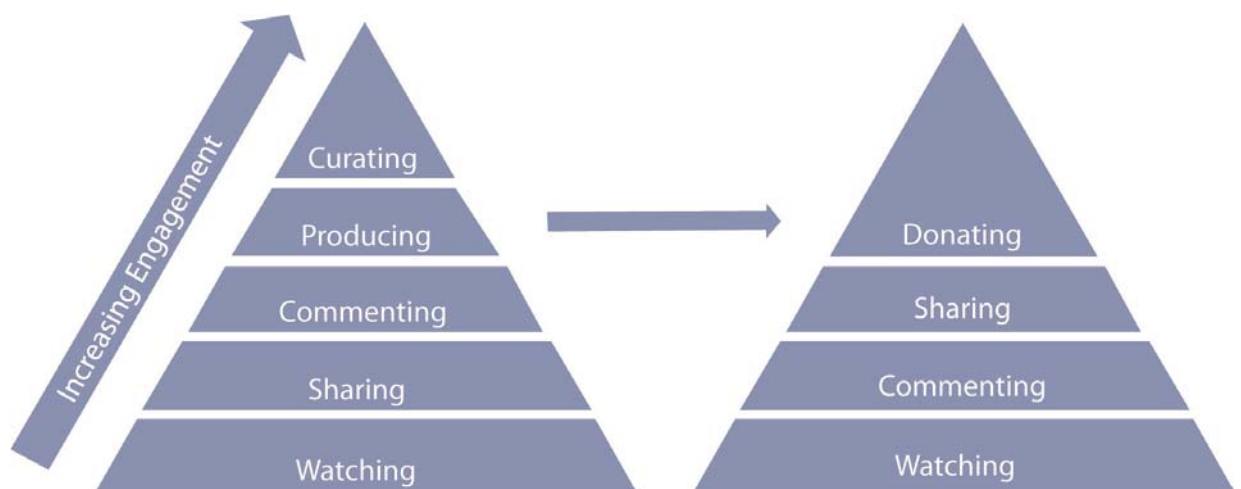 Increasing Engagement
Curating
Producing
Commenting
Sharing
Watching
Donating
Sharing
Commenting
Watching